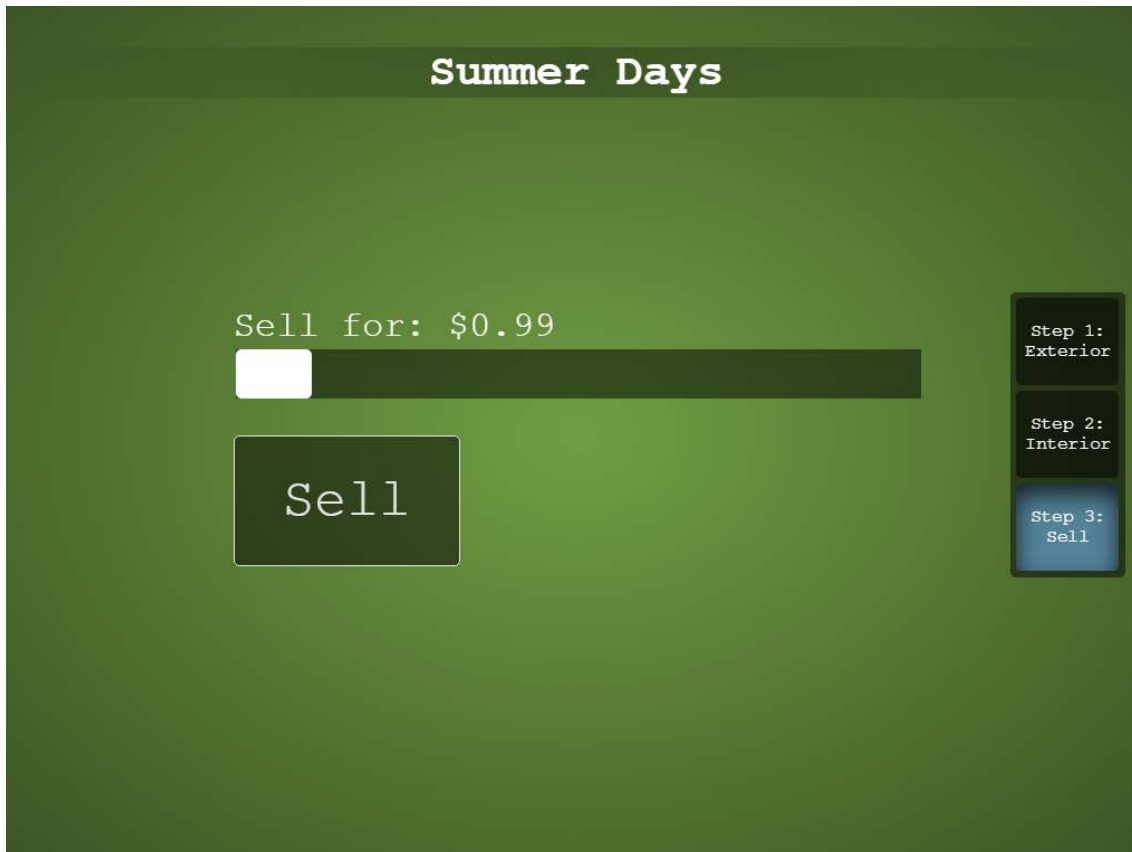 Summer Days
Sell for: $0.99
Sell
Step 1:
Exterior
Step 2:
Interior
Step 3:
Sell